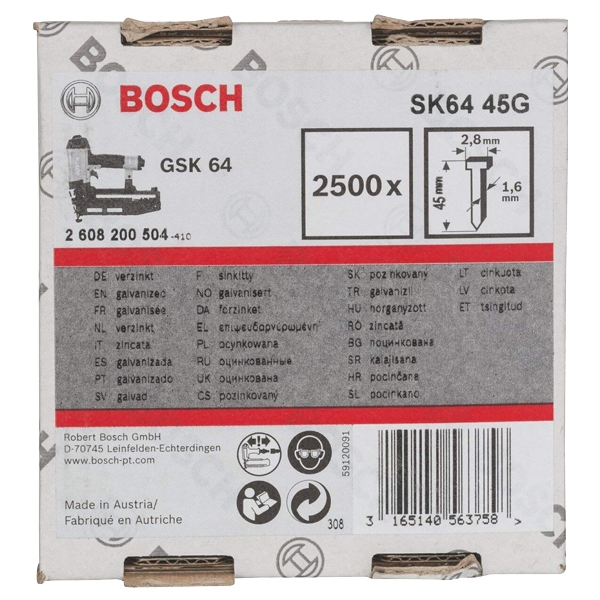 BOSCH
SK64 45G
GSK 64
2500 x
2,8 mm
45 mm
1,6 mm
2 608 200 504 -410
DE verzinkt
EN galvanized
FR galvanisée
NL verzinkt
IT zincata
ES galvanizada
PT galvanizado
SV galvad
F sinkitty
NO galvanisert
DA forzinket
EL επιψευδαργυρωμένη
PL ocynkowana
RU оцинкованные
UK оцинкована
CS pozinkovaný
SK pozinkovaný
TR galvanizli
HU horganyzott
RO zincată
BG поцинкована
SR kalajisana
HR pocinčana
SL pocinkano
LT cinkuota
LV cinkota
ET tsingitud
Robert Bosch GmbH
D-70745 Leinfelden-Echterdingen
www.bosch-pt.com
Made in Austria/
Fabriqué en Autriche
59120091
308
3 165140 563758 >